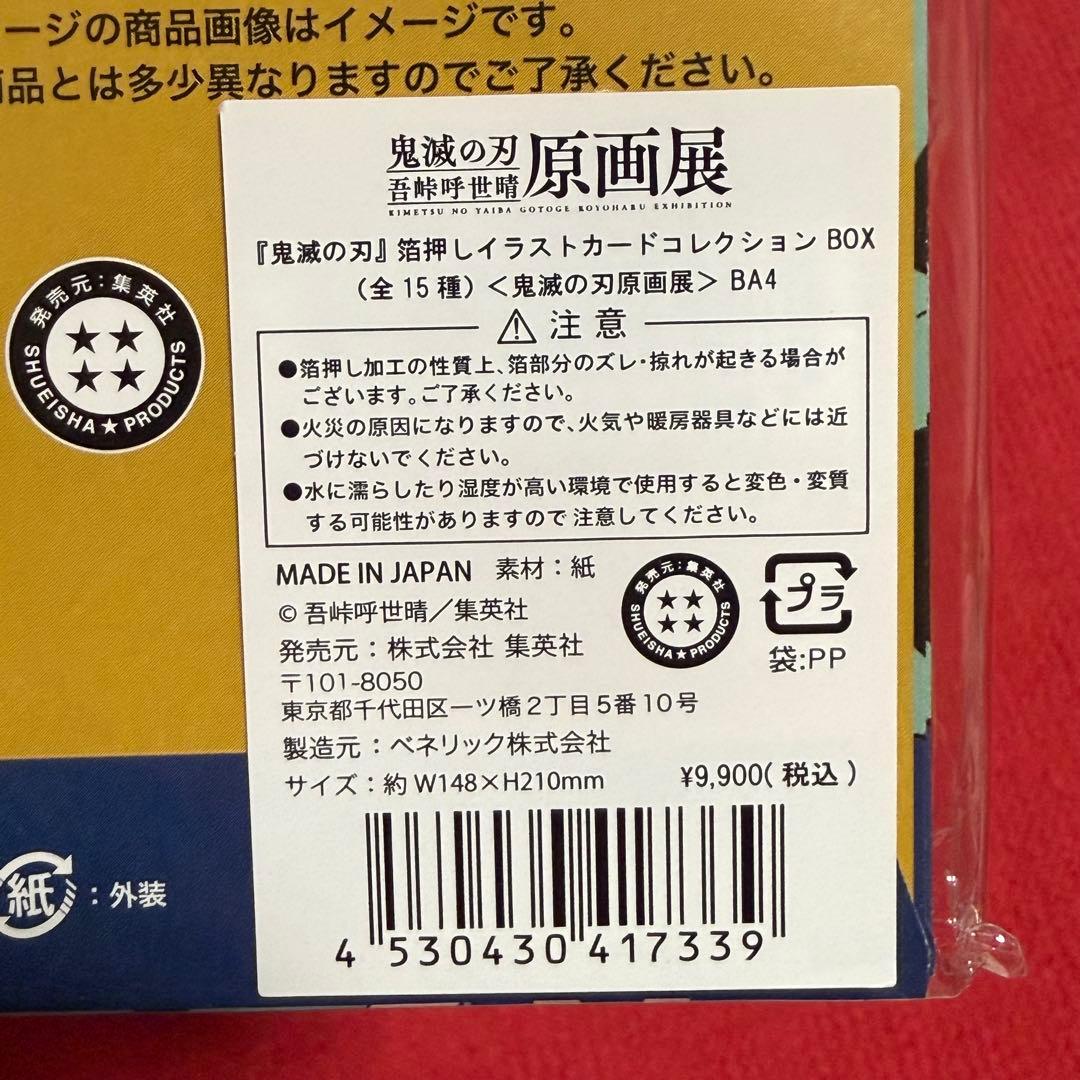 ージの商品画像はイメージです。
商品とは多少異なりますのでご了承ください。
鬼滅の刃
吾峠呼世晴
原画展
KIMETSU NO YAIBA GOTOGE KOYOHARU EXHIBITION
『鬼滅の刃』箔押しイラストカードコレクション BOX
(全15種)<鬼滅の刃原画展> BA4
注意
●箔押し加工の性質上、箔部分のズレ・掠れが起きる場合が
ございます。ご了承ください。
●火災の原因になりますので、火気や暖房器具などには近
づけないでください。
●水に濡らしたり湿度が高い環境で使用すると変色・変質
する可能性がありますので 注意してください。
MADE IN JAPAN 素材:紙
© 吾峠呼世晴/集英社
発売元:株式会社 集英社
〒101-8050
東京都千代田区一ツ橋2丁目5番10号
製造元:ベネリック株式会社
サイズ:約 W148×H210mm
¥9,900(税込)
発売元:集英社
SHUEISHA★PRODUCTS
プラ
袋:PP
4 530430 417339
発売元:集英社
SHUEISHA★PRODUCTS
紙:外装